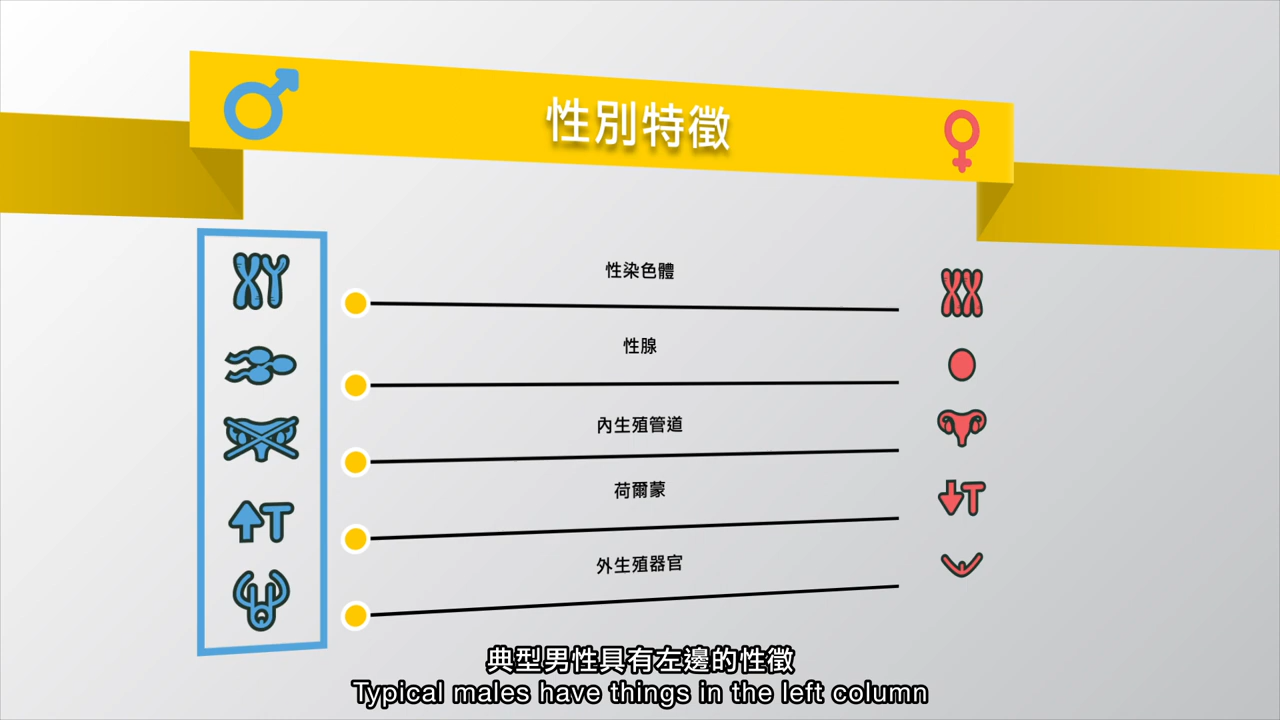 性別特徵
XY
性染色體
XX
性腺
內生殖管道
T
荷爾蒙
T
外生殖器官
典型男性具有左邊的性徵
Typical males have things in the left column